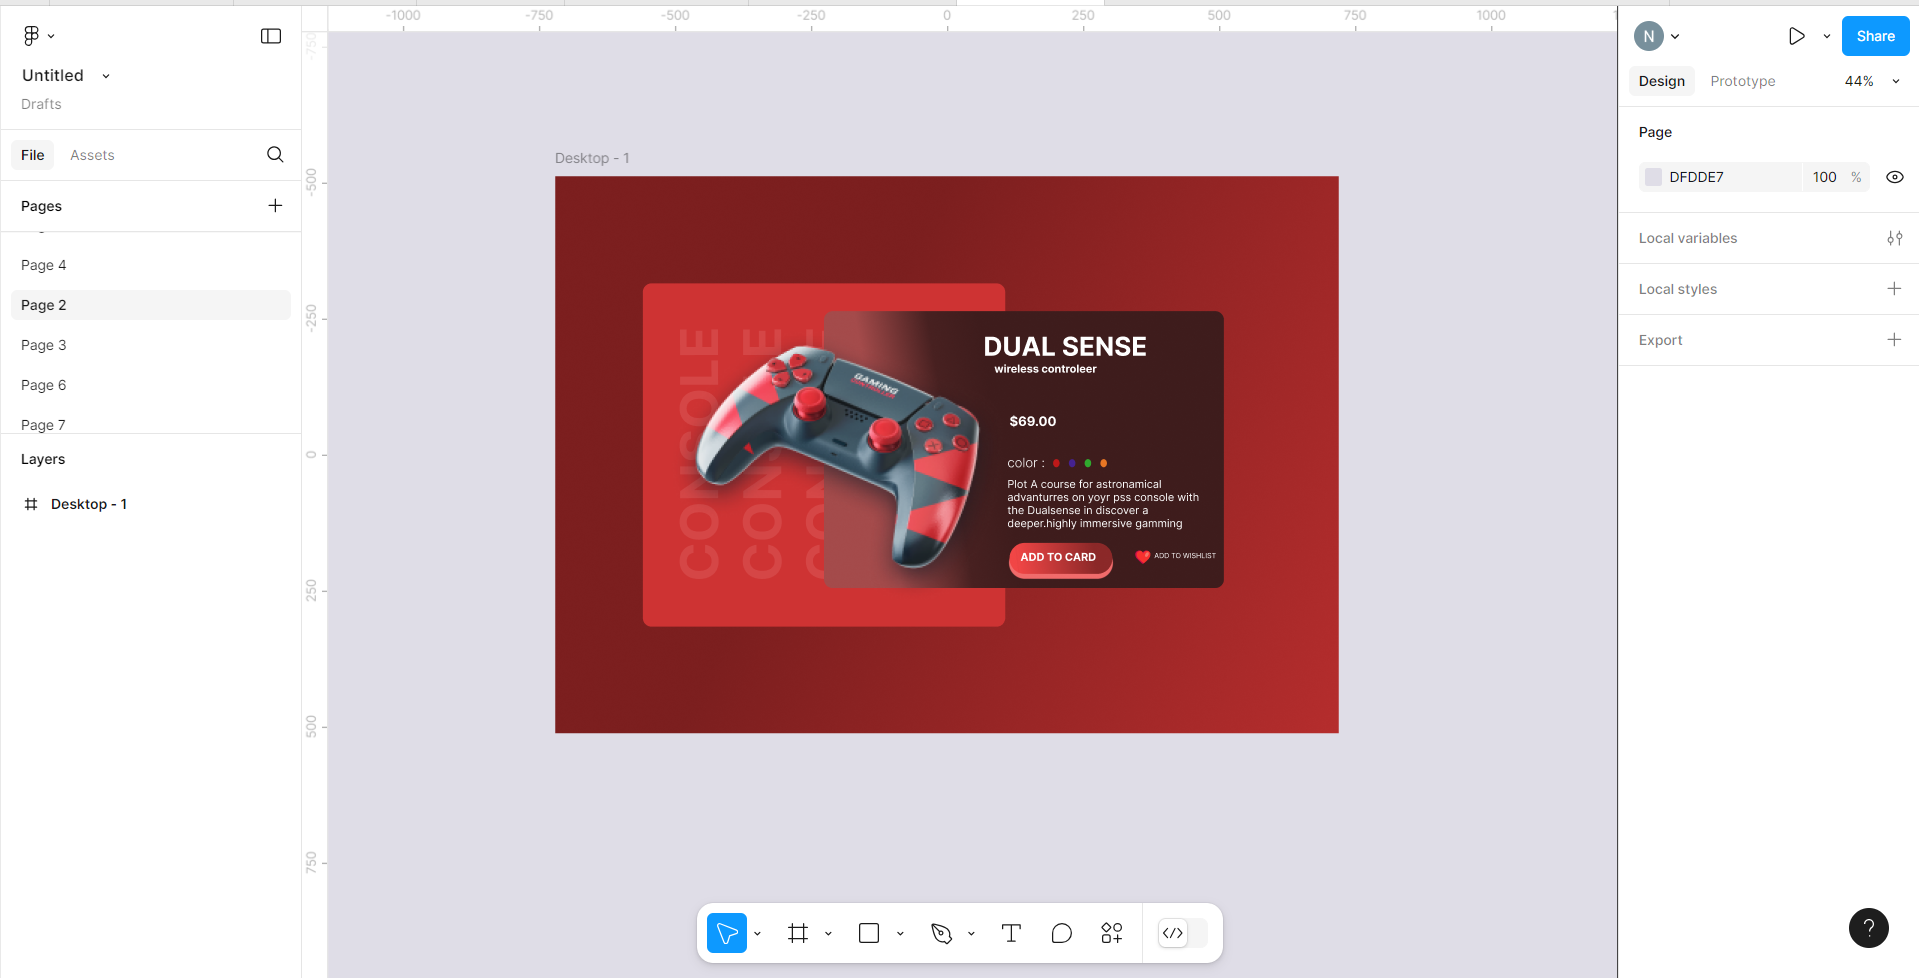 -1000 -750 -500 -250 0 250 500 750 1000
N
Share
Untitled
Drafts
Design Prototype 44%
File Assets
Pages
Page 4
Page 2
Page 3
Page 6
Page 7
Layers
Desktop - 1
-750
-500
-250
0
250
500
750
Desktop - 1
CONSOLE
CONSOLE
GAMING
DUAL SENSE
wireless controleer
$69.00
color :
Plot A course for astronamical
advanturres on yoyr pss console with
the Dualsense in discover a
deeper.highly immersive gamming
ADD TO CARD
ADD TO WISHLIST
Page
DFDDE7 100 %
Local variables
Local styles
Export
?